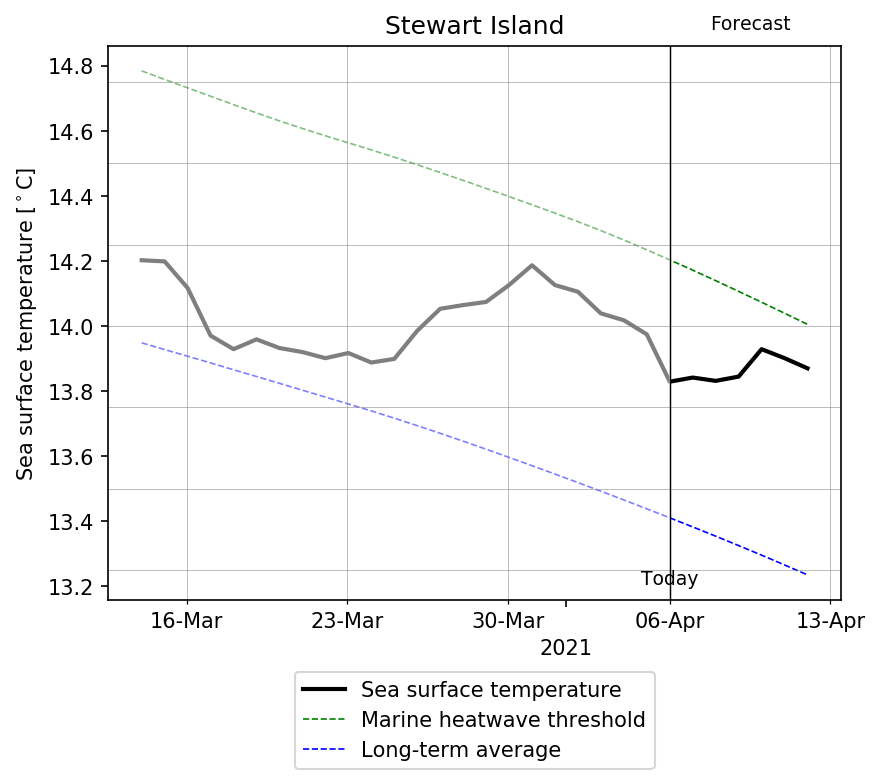 Stewart Island
Forecast
Sea surface temperature [°C]
14.8
14.6
14.4
14.2
14.0
13.8
13.6
13.4
13.2
Today
16-Mar
23-Mar
30-Mar
06-Apr
13-Apr
2021
Sea surface temperature
Marine heatwave threshold
Long-term average